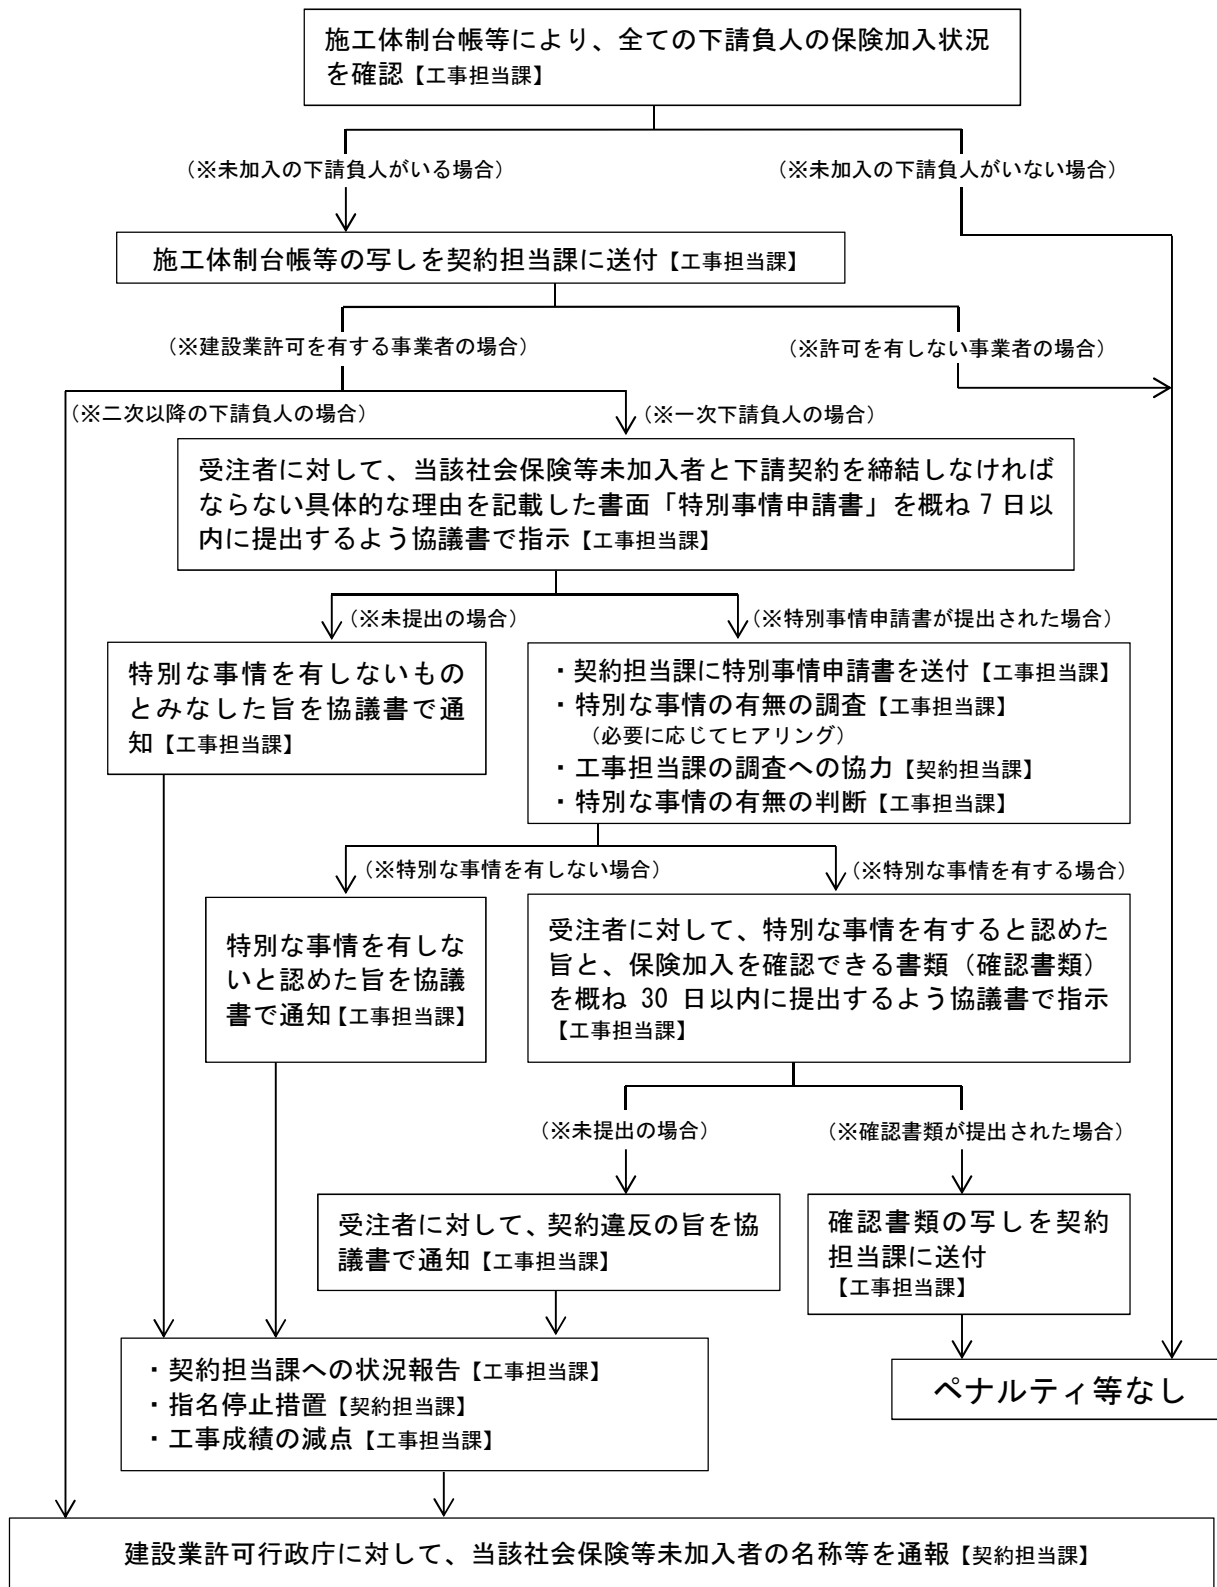 施工体制台帳等により、全ての下請負人の保険加入状況
を確認【工事担当課】
（※未加入の下請負人がいる場合）
（※未加入の下請負人がいない場合）
施工体制台帳等の写しを契約担当課に送付【工事担当課】
（※建設業許可を有する事業者の場合）
（※許可を有しない事業者の場合）
（※二次以降の下請負人の場合）
（※一次下請負人の場合）
受注者に対して、当該社会保険等未加入者と下請契約を締結しなければ
ならない具体的な理由を記載した書面「特別事情申請書」を概ね 7 日以
内に提出するよう協議書で指示【工事担当課】
（※未提出の場合）
（※特別事情申請書が提出された場合）
特別な事情を有しないもの
とみなした旨を協議書で通
知【工事担当課】
・契約担当課に特別事情申請書を送付【工事担当課】
・特別な事情の有無の調査【工事担当課】
（必要に応じてヒアリング）
・工事担当課の調査への協力【契約担当課】
・特別な事情の有無の判断【工事担当課】
（※特別な事情を有しない場合）
（※特別な事情を有する場合）
特別な事情を有しな
いと認めた旨を協議
書で通知【工事担当課】
受注者に対して、特別な事情を有すると認めた
旨と、保険加入を確認できる書類（確認書類）
を概ね 30 日以内に提出するよう協議書で指示
【工事担当課】
（※未提出の場合）
（※確認書類が提出された場合）
受注者に対して、契約違反の旨を協
議書で通知【工事担当課】
確認書類の写しを契約
担当課に送付
【工事担当課】
・契約担当課への状況報告【工事担当課】
・指名停止措置【契約担当課】
・工事成績の減点【工事担当課】
ペナルティ等なし
建設業許可行政庁に対して、当該社会保険等未加入者の名称等を通報【契約担当課】